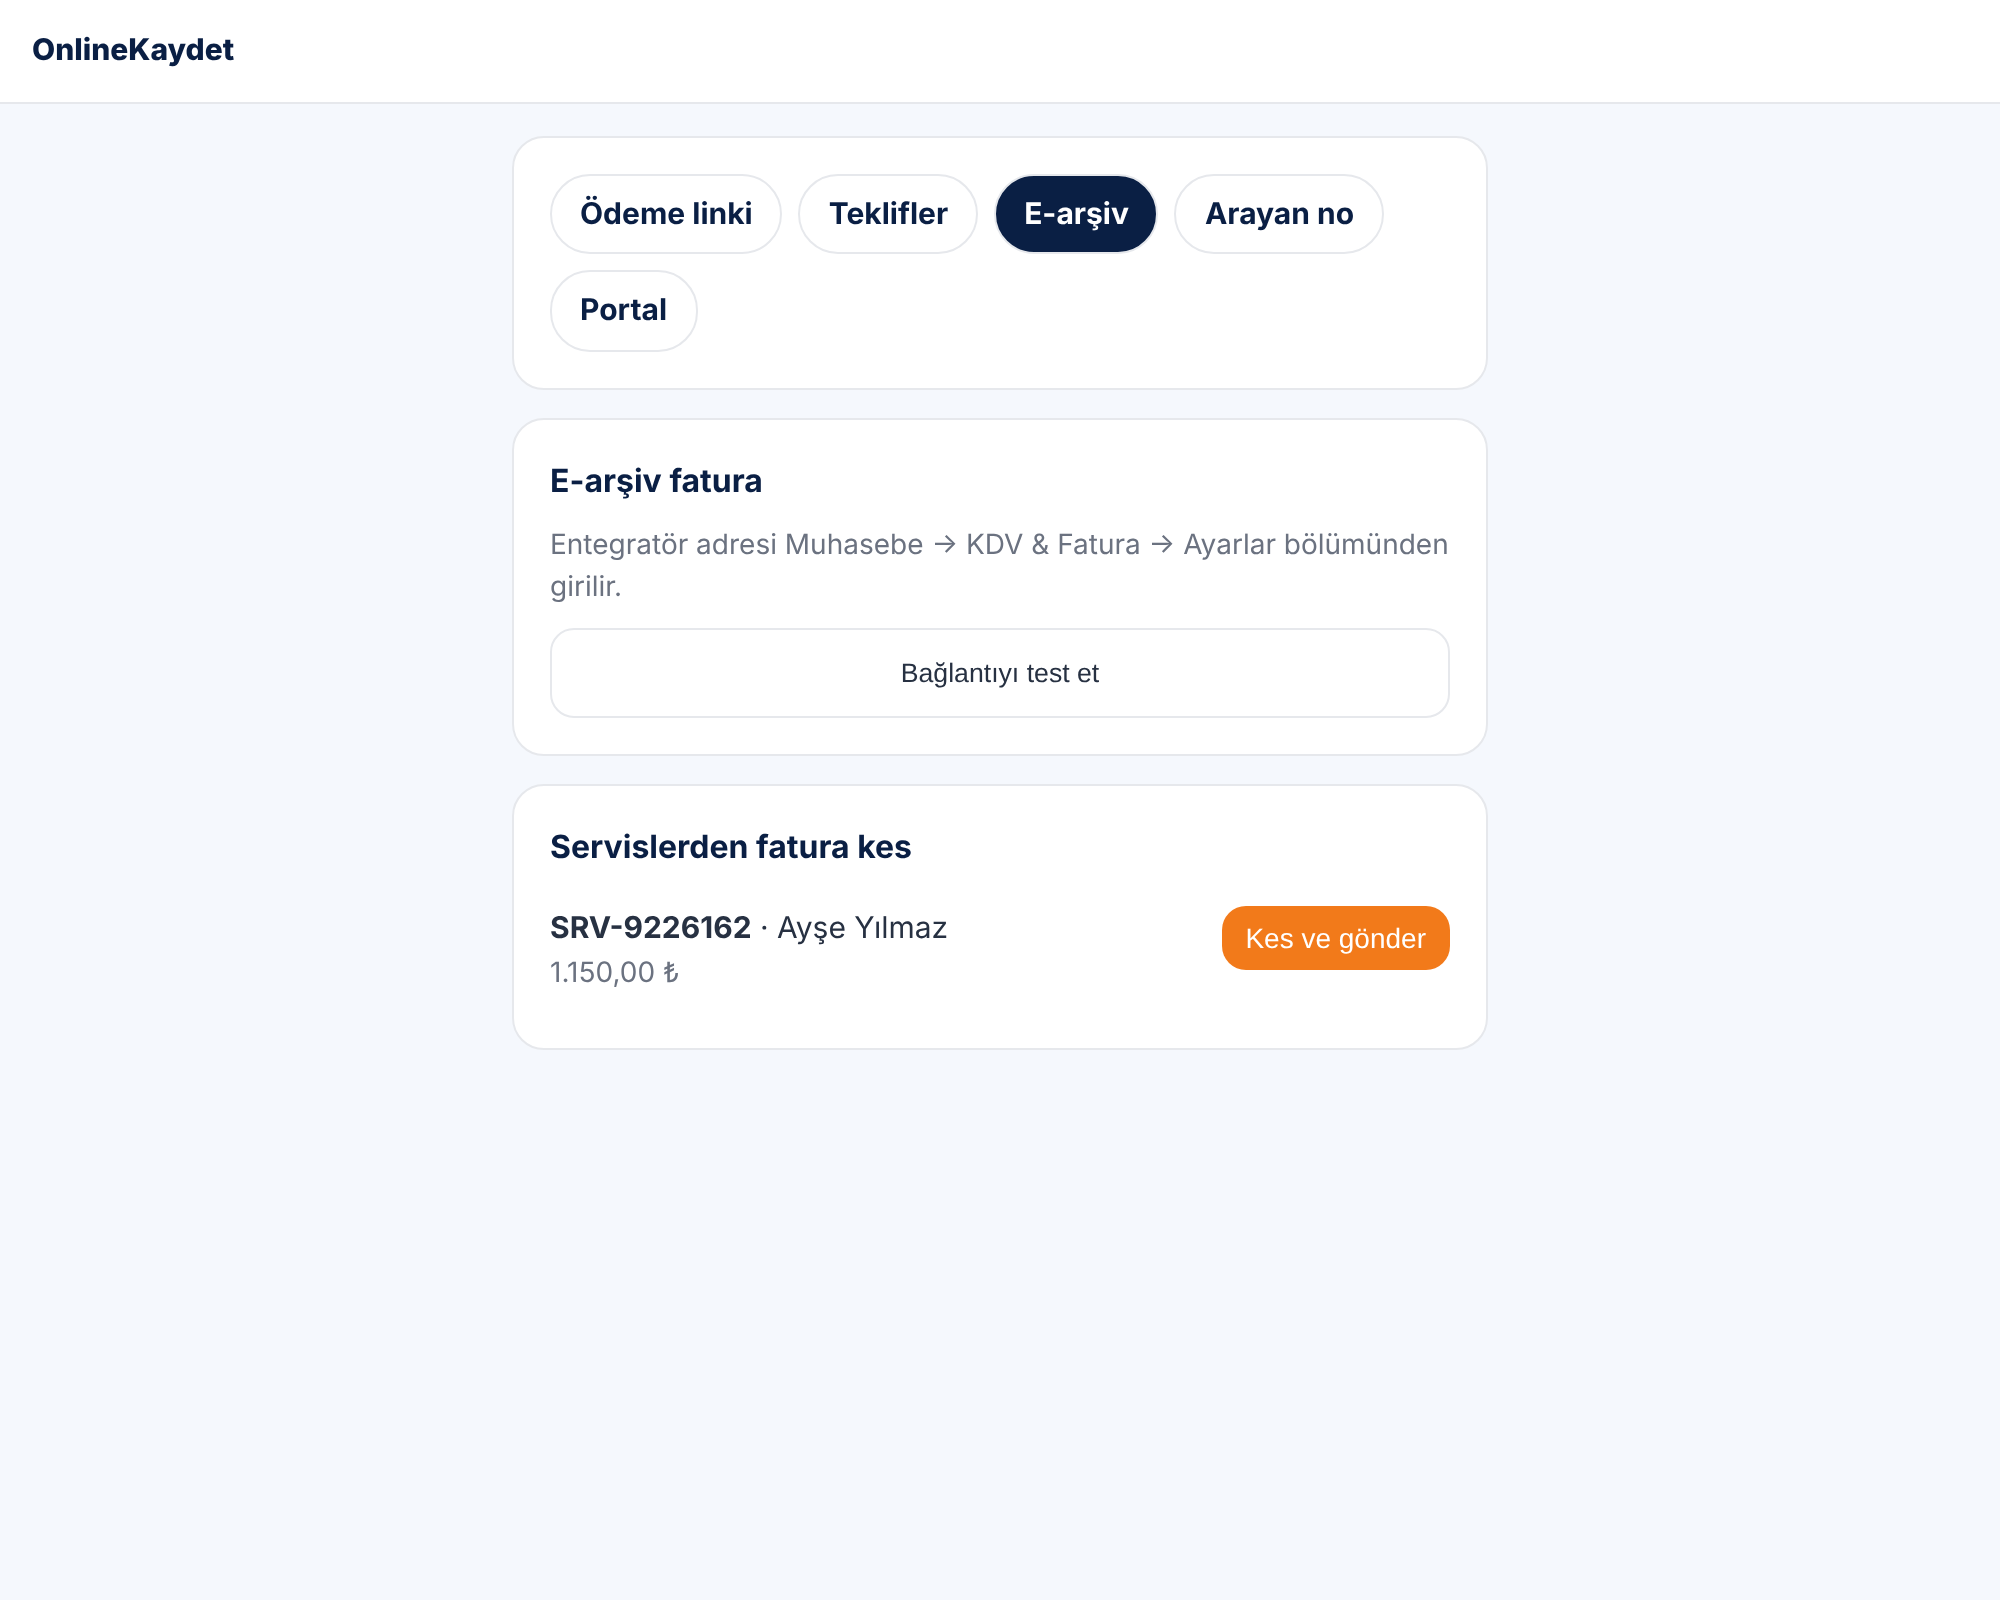 OnlineKaydet
Ödeme linki
Teklifler
E-arşiv
Arayan no
Portal
E-arşiv fatura
Entegratör adresi Muhasebe → KDV & Fatura → Ayarlar bölümünden
girilir.
Bağlantıyı test et
Servislerden fatura kes
SRV-9226162 · Ayşe Yılmaz
1.150,00 ₺
Kes ve gönder